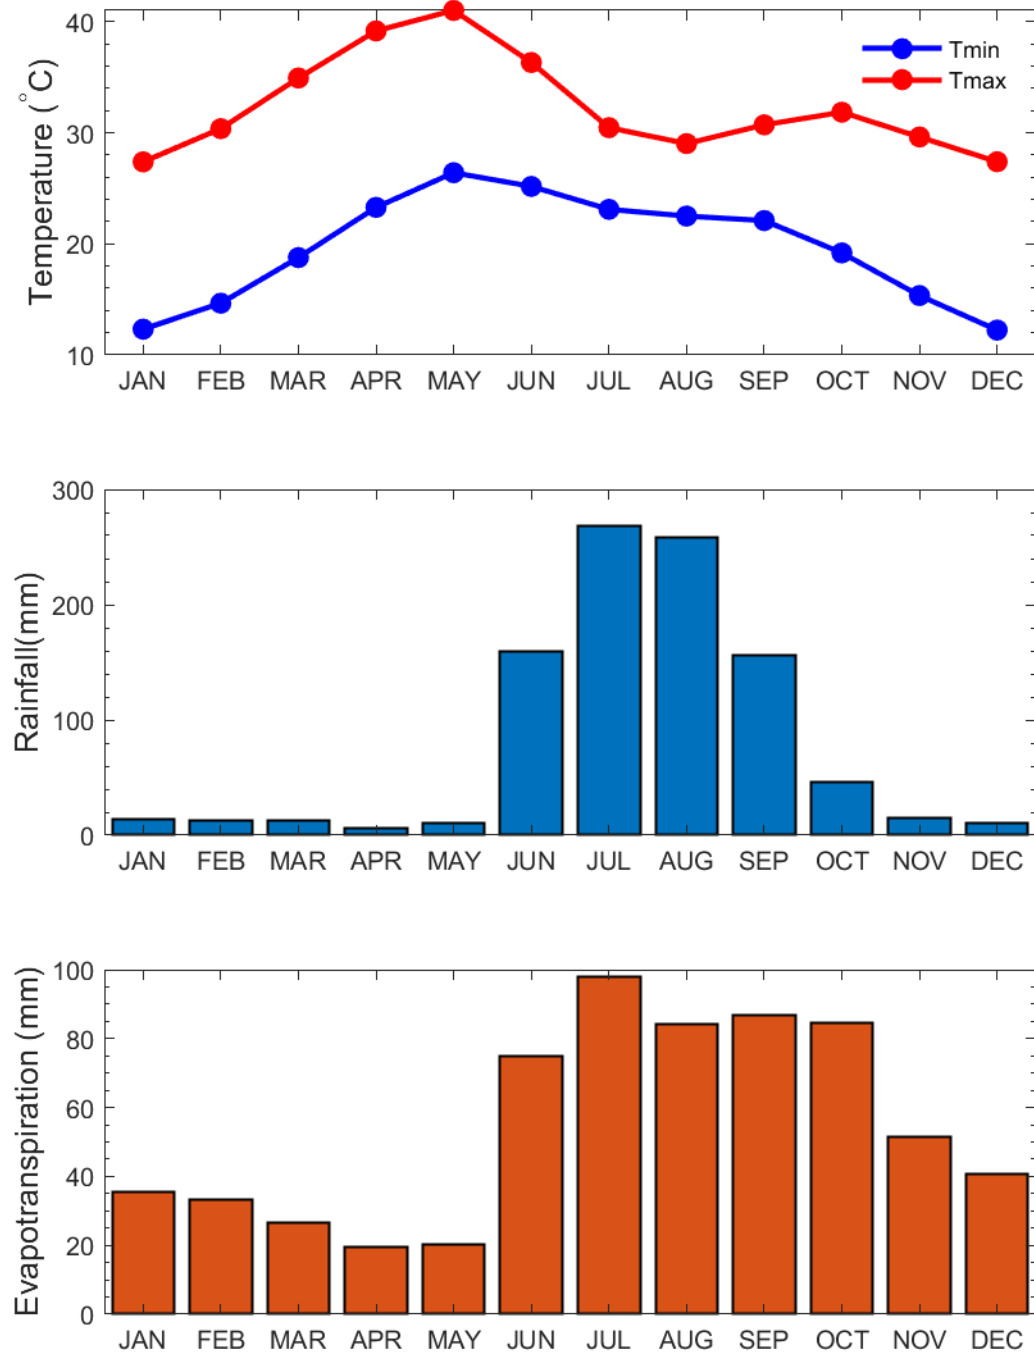 Temperature (°C)
40
30
20
10
Tmin
Tmax
JAN FEB MAR APR MAY JUN JUL AUG SEP OCT NOV DEC
Rainfall(mm)
300
200
100
0
JAN FEB MAR APR MAY JUN JUL AUG SEP OCT NOV DEC
Evapotranspiration (mm)
100
80
60
40
20
0
JAN FEB MAR APR MAY JUN JUL AUG SEP OCT NOV DEC